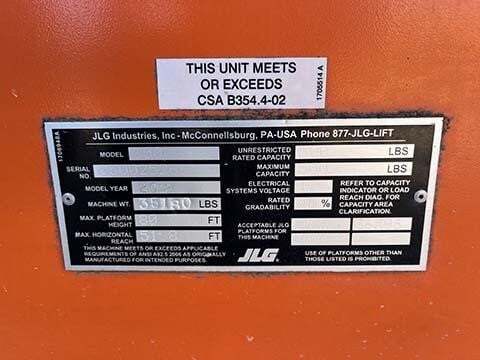 THIS UNIT MEETS
OR EXCEEDS
CSA B354.4-02
1705514 A
1706948A
JLG Industries, Inc - McConnellsburg, PA-USA Phone 877-JLG-LIFT
MODEL
SERIAL
NO.
MODEL YEAR
MACHINE WT. 35180 LBS
MAX. PLATFORM
HEIGHT FT
MAX. HORIZONTAL
REACH FT
THIS MACHINE MEETS OR EXCEEDS APPLICABLE
REQUIREMENTS OF ANSI A92.5 2006 AS ORIGINALLY
MANUFACTURED FOR INTENDED APPLICATIONS.
UNRESTRICTED
RATED CAPACITY LBS
MAXIMUM
CAPACITY LBS
ELECTRICAL
SYSTEMS VOLTAGE
RATED
GRADABILITY %
REFER TO CAPACITY
INDICATOR OR LOAD
REACH DIAG. FOR
CAPACITY AREA
CLARIFICATION.
ACCEPTABLE JLG
PLATFORMS FOR
THIS MACHINE
JLG
USE OF PLATFORMS OTHER THAN
THOSE LISTED IS PROHIBITED.